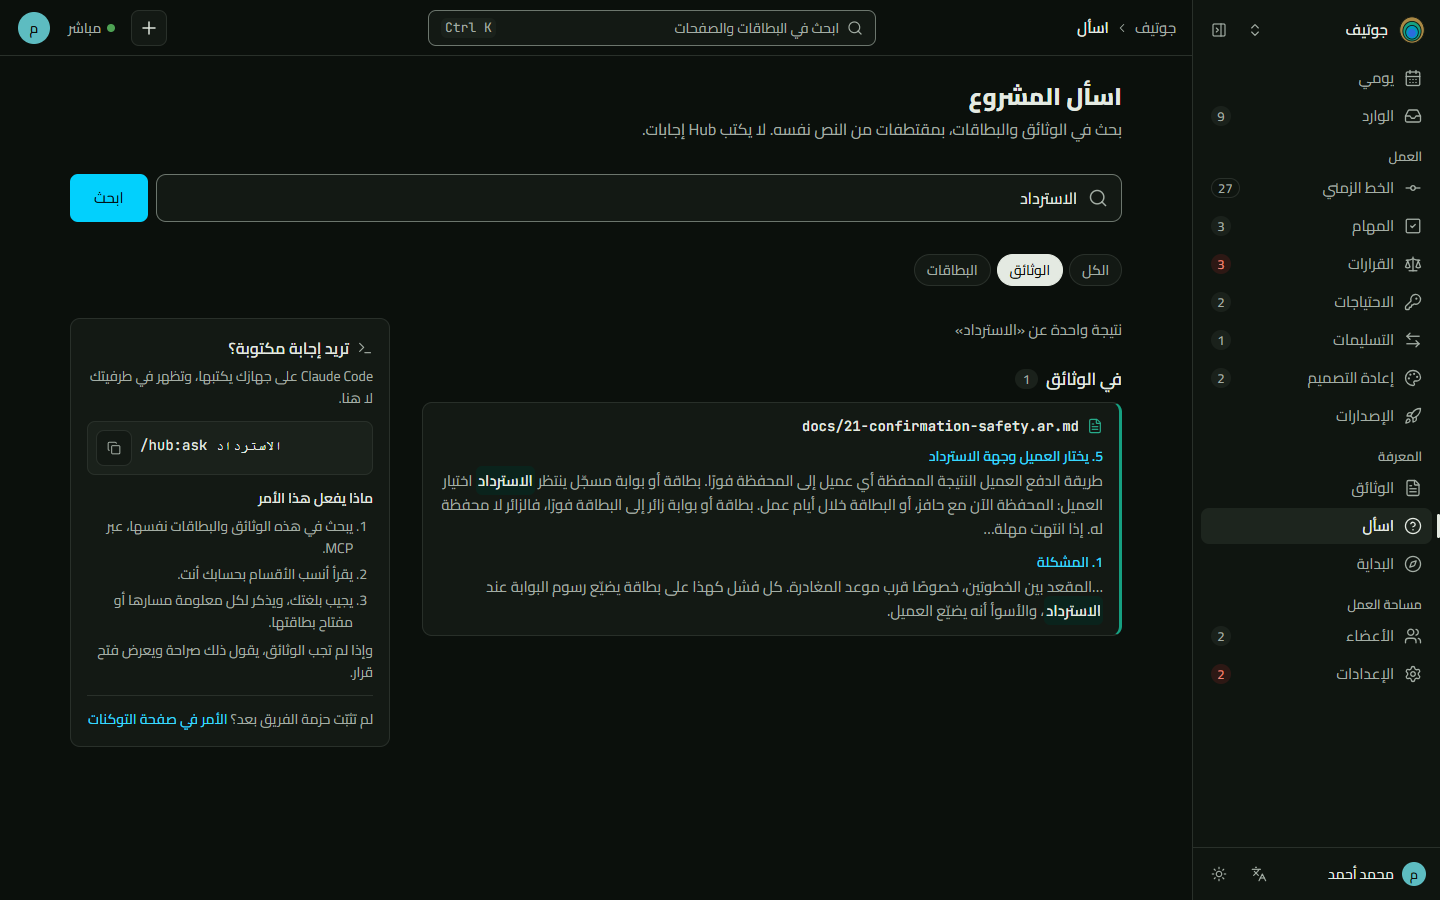 جوتيف
يومي
الوارد 9
العمل
الخط الزمني 27
المهام 3
القرارات 3
الاحتياجات 2
التسليمات 1
إعادة التصميم 2
الإصدارات
المعرفة
الوثائق
اسأل
البداية
مساحة العمل
الأعضاء 2
الإعدادات 2
م محمد أحمد
جوتيف
اسأل
ابحث في البطاقات والصفحات Ctrl K
مباشر
م
اسأل المشروع
بحث في الوثائق والبطاقات، بمقتطفات من النص نفسه. لا يكتب Hub إجابات.
الاسترداد
ابحث
الكل
الوثائق
البطاقات
نتيجة واحدة عن «الاسترداد»
في الوثائق 1
docs/21-confirmation-safety.ar.md
5. يختار العميل وجهة الاسترداد
طريقة الدفع العميل النتيجة المحفظة أي عميل إلى المحفظة فورًا. بطاقة أو بوابة مسجّل ينتظر الاسترداد اختيار
العميل: المحفظة الآن مع حافز، أو البطاقة خلال أيام عمل. بطاقة أو بوابة زائر إلى البطاقة فورًا، فالزائر لا محفظة
له. إذا انتهت مهلة…
1. المشكلة
…المقعد بين الخطوتين، خصوصًا قرب موعد المغادرة. كل فشل كهذا على بطاقة يضيّع رسوم البوابة عند
الاسترداد، والأسوأ أنه يضيّع العميل.
تريد إجابة مكتوبة؟
Claude Code على جهازك يكتبها، وتظهر في طرفيتك
لا هنا.
/hub:ask الاسترداد
ماذا يفعل هذا الأمر
1. يبحث في هذه الوثائق والبطاقات نفسها، عبر
MCP.
2. يقرأ أنسب الأقسام بحسابك أنت.
3. يجيب بلغتك، ويذكر لكل معلومة مسارها أو
مفتاح بطاقتها.
وإذا لم تجب الوثائق، يقول ذلك صراحة ويعرض فتح
قرار.
لم تثبّت حزمة الفريق بعد؟ الأمر في صفحة التوكنات